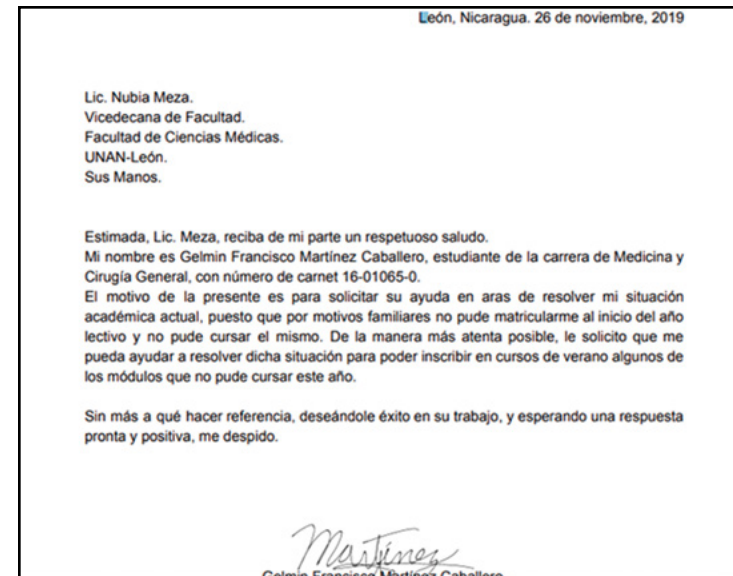 León, Nicaragua. 26 de noviembre, 2019
Lic. Nubia Meza.
Vicedecana de Facultad.
Facultad de Ciencias Médicas.
UNAN-León.
Sus Manos.
Estimada, Lic. Meza, reciba de mi parte un respetuoso saludo.
Mi nombre es Gelmin Francisco Martínez Caballero, estudiante de la carrera de Medicina y
Cirugía General, con número de carnet 16-01065-0.
El motivo de la presente es para solicitar su ayuda en aras de resolver mi situación
académica actual, puesto que por motivos familiares no pude matricularme al inicio del año
lectivo y no pude cursar el mismo. De la manera más atenta posible, le solicito que me
pueda ayudar a resolver dicha situación para poder inscribir en cursos de verano algunos de
los módulos que no pude cursar este año.
Sin más a qué hacer referencia, deseándole éxito en su trabajo, y esperando una respuesta
pronta y positiva, me despido.
Martínez
Gelmin Francisco Martínez Caballero